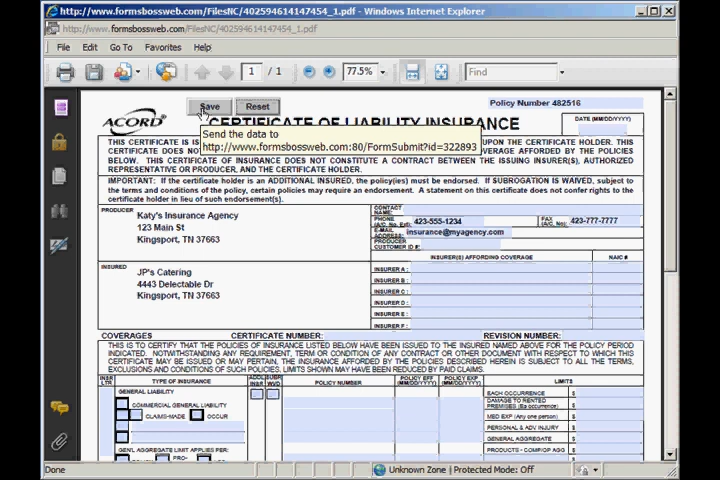 http://www.formsbossweb.com/FilesNC/402594614147454_1.pdf - Windows Internet Explorer
http://www.formsbossweb.com/FilesNC/402594614147454_1.pdf
File Edit Go To Favorites Help
1 / 1 77.5% Find
Save Reset Policy Number 482516
ACORD CERTIFICATE OF LIABILITY INSURANCE DATE (MM/DD/YYYY)
Send the data to
http://www.formsbossweb.com:80/FormSubmit?id=322893
THIS CERTIFICATE IS IS UPON THE CERTIFICATE HOLDER. THIS
CERTIFICATE DOES NO COVERAGE AFFORDED BY THE POLICIES
BELOW. THIS CERTIFICATE OF INSURANCE DOES NOT CONSTITUTE A CONTRACT BETWEEN THE ISSUING INSURER(S), AUTHORIZED
REPRESENTATIVE OR PRODUCER, AND THE CERTIFICATE HOLDER.
IMPORTANT: If the certificate holder is an ADDITIONAL INSURED, the policy(ies) must be endorsed. If SUBROGATION IS WAIVED, subject to
the terms and conditions of the policy, certain policies may require an endorsement. A statement on this certificate does not confer rights to the
certificate holder in lieu of such endorsement(s).
PRODUCER
Katy's Insurance Agency
123 Main St
Kingsport, TN 37663
CONTACT
NAME:
PHONE
(A/C, No, Ext): 423-555-1234 FAX
(A/C, No): 423-777-7777
E-MAIL
ADDRESS: insurance@myagency.com
PRODUCER
CUSTOMER ID #:
INSURER(S) AFFORDING COVERAGE NAIC #
INSURED
JP's Catering
4443 Delectable Dr
Kingsport, TN 37663
INSURER A :
INSURER B :
INSURER C :
INSURER D :
INSURER E :
INSURER F :
COVERAGES CERTIFICATE NUMBER: REVISION NUMBER:
THIS IS TO CERTIFY THAT THE POLICIES OF INSURANCE LISTED BELOW HAVE BEEN ISSUED TO THE INSURED NAMED ABOVE FOR THE POLICY PERIOD
INDICATED. NOTWITHSTANDING ANY REQUIREMENT, TERM OR CONDITION OF ANY CONTRACT OR OTHER DOCUMENT WITH RESPECT TO WHICH THIS
CERTIFICATE MAY BE ISSUED OR MAY PERTAIN, THE INSURANCE AFFORDED BY THE POLICIES DESCRIBED HEREIN IS SUBJECT TO ALL THE TERMS,
EXCLUSIONS AND CONDITIONS OF SUCH POLICIES. LIMITS SHOWN MAY HAVE BEEN REDUCED BY PAID CLAIMS.
INSR
LTR TYPE OF INSURANCE ADDL
INSR SUBR
WVD POLICY NUMBER POLICY EFF
(MM/DD/YYYY) POLICY EXP
(MM/DD/YYYY) LIMITS
GENERAL LIABILITY
COMMERCIAL GENERAL LIABILITY
CLAIMS-MADE OCCUR
GEN'L AGGREGATE LIMIT APPLIES PER:
PRO-
EACH OCCURRENCE $
DAMAGE TO RENTED
PREMISES (Ea occurrence) $
MED EXP (Any one person) $
PERSONAL & ADV INJURY $
GENERAL AGGREGATE $
PRODUCTS - COMP/OP AGG $
Done Unknown Zone | Protected Mode: Off